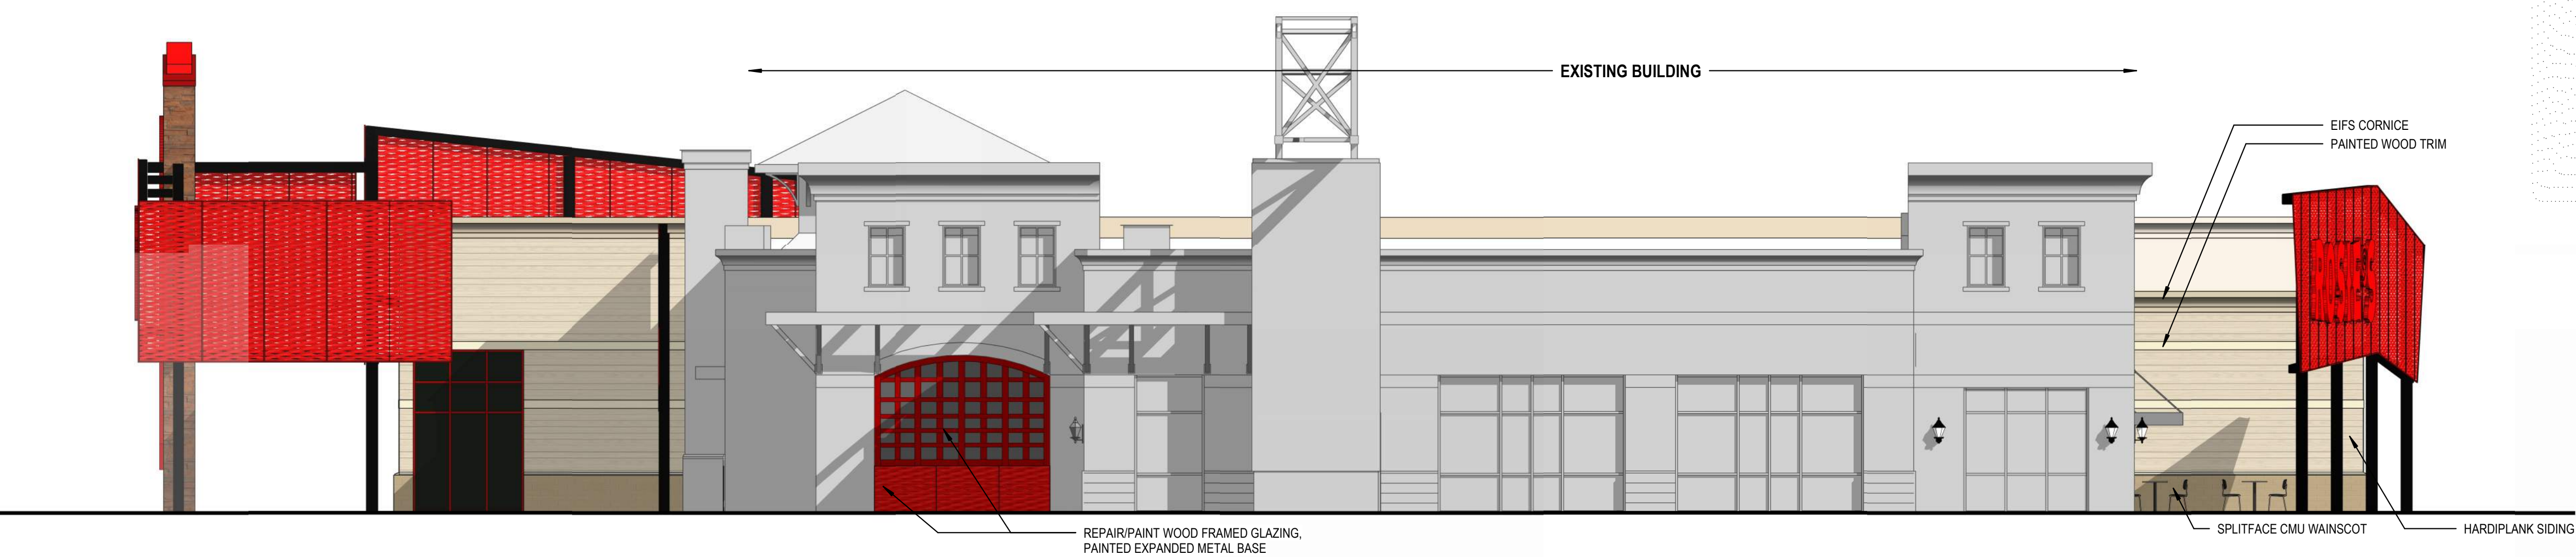 EXISTING BUILDING
EIFS CORNICE
PAINTED WOOD TRIM
REPAIR/PAINT WOOD FRAMED GLAZING,
PAINTED EXPANDED METAL BASE
SPLITFACE CMU WAINSCOT
HARDIPLANK SIDING